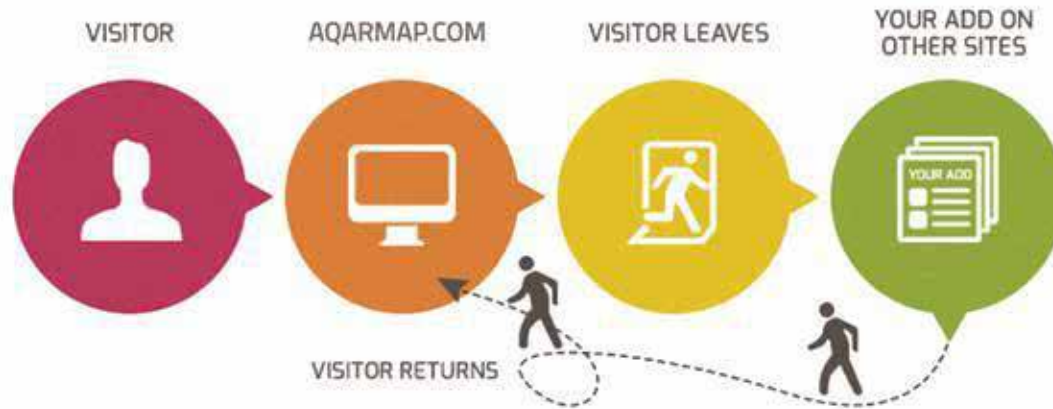 VISITOR
AQARMAP.COM
VISITOR LEAVES
YOUR ADD ON
OTHER SITES
YOUR ADD
VISITOR RETURNS